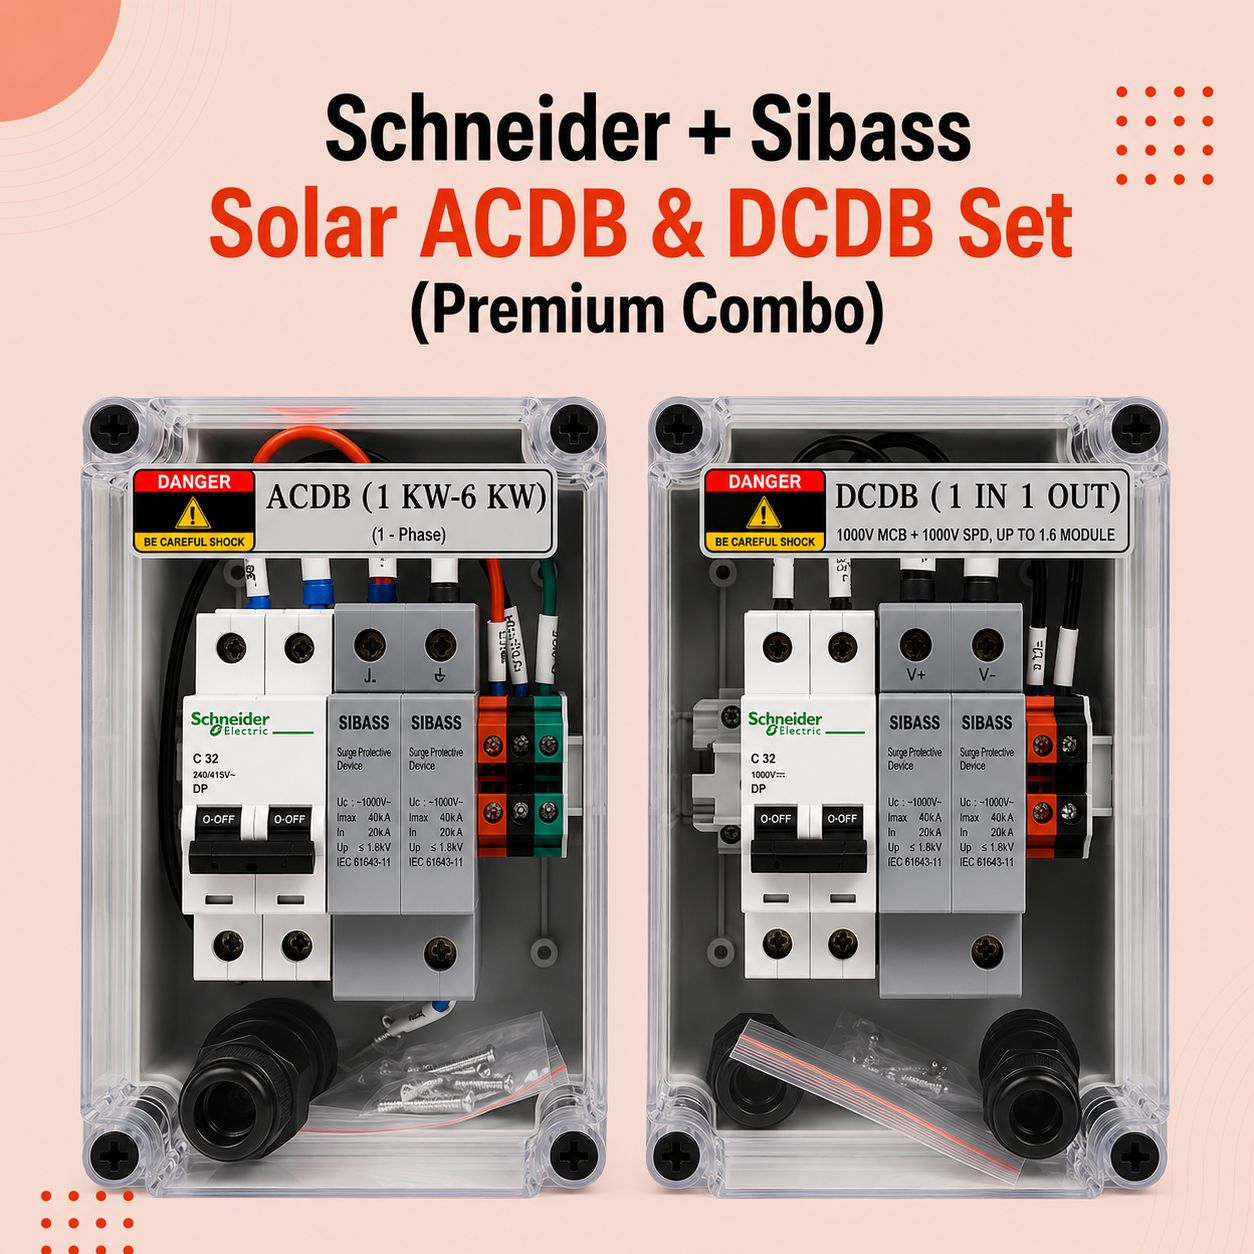 Schneider + Sibass
Solar ACDB & DCDB Set
(Premium Combo)
DANGER
BE CAREFUL SHOCK
ACDB (1 KW-6 KW)
(1 - Phase)
Schneider
Electric
C 32
240/415V~
DP
O-OFF O-OFF
SIBASS
Surge Protective
Device
Uc : ~1000V~
Imax 40kA
In 20kA
Up ≤ 1.8kV
IEC 61643-11
SIBASS
Surge Protective
Device
Uc : ~1000V~
Imax 40kA
In 20kA
Up ≤ 1.8kV
IEC 61643-11
DANGER
BE CAREFUL SHOCK
DCDB (1 IN 1 OUT)
1000V MCB + 1000V SPD, UP TO 1.6 MODULE
V+ V-
Schneider
Electric
C 32
1000V
DP
O-OFF O-OFF
SIBASS
Surge Protective
Device
Uc : ~1000V~
Imax 40kA
In 20kA
Up ≤ 1.8kV
IEC 61643-11
SIBASS
Surge Protective
Device
Uc : ~1000V~
Imax 40kA
In 20kA
Up ≤ 1.8kV
IEC 61643-11